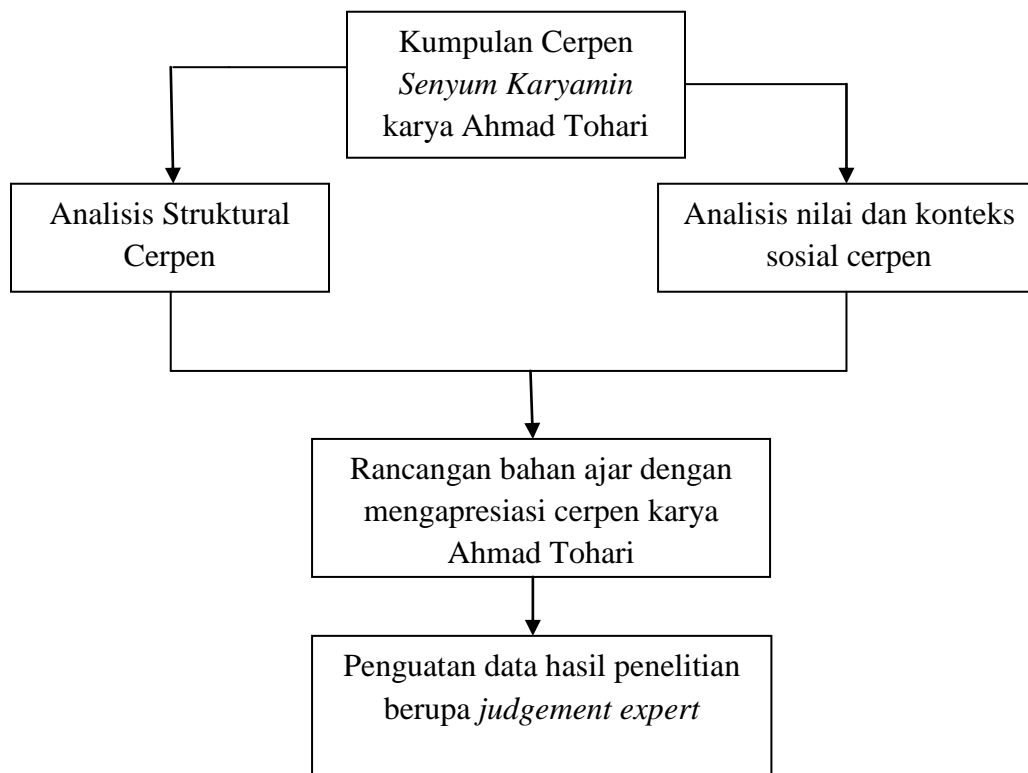 Kumpulan Cerpen
Senyum Karyamin
karya Ahmad Tohari
Analisis Struktural
Cerpen
Analisis nilai dan konteks
sosial cerpen
Rancangan bahan ajar dengan
mengapresiasi cerpen karya
Ahmad Tohari
Penguatan data hasil penelitian
berupa judgement expert